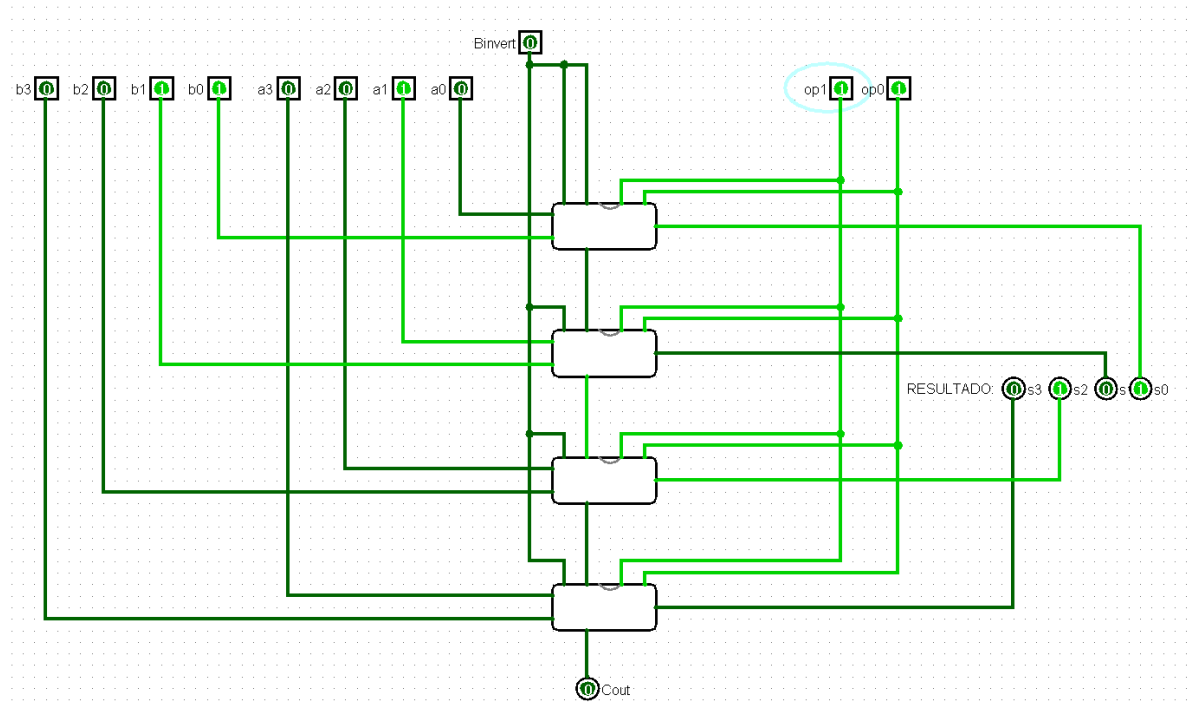 Binvert 0
b3 0 b2 0 b1 1 b0 1 a3 0 a2 0 a1 1 a0 0 op1 1 op0 1
RESULTADO: 0 s3 1 s2 0 s 1 s0
0 Cout